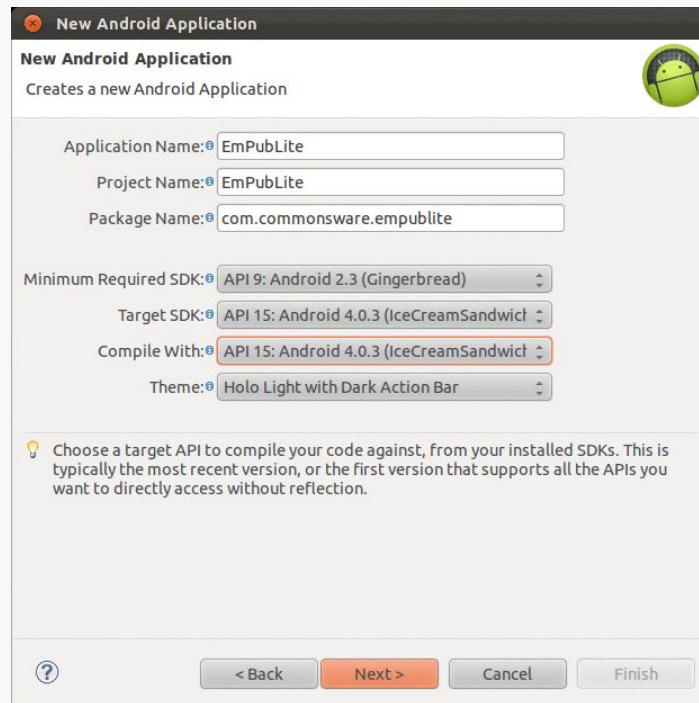 New Android Application
New Android Application
Creates a new Android Application
Application Name: EmPubLite
Project Name: EmPubLite
Package Name: com.commonsware.empublite
Minimum Required SDK: API 9: Android 2.3 (Gingerbread)
Target SDK: API 15: Android 4.0.3 (IceCreamSandwich
Compile With: API 15: Android 4.0.3 (IceCreamSandwich
Theme: Holo Light with Dark Action Bar
Choose a target API to compile your code against, from your installed SDKs. This is
typically the most recent version, or the first version that supports all the APIs you
want to directly access without reflection.
? < Back Next > Cancel Finish